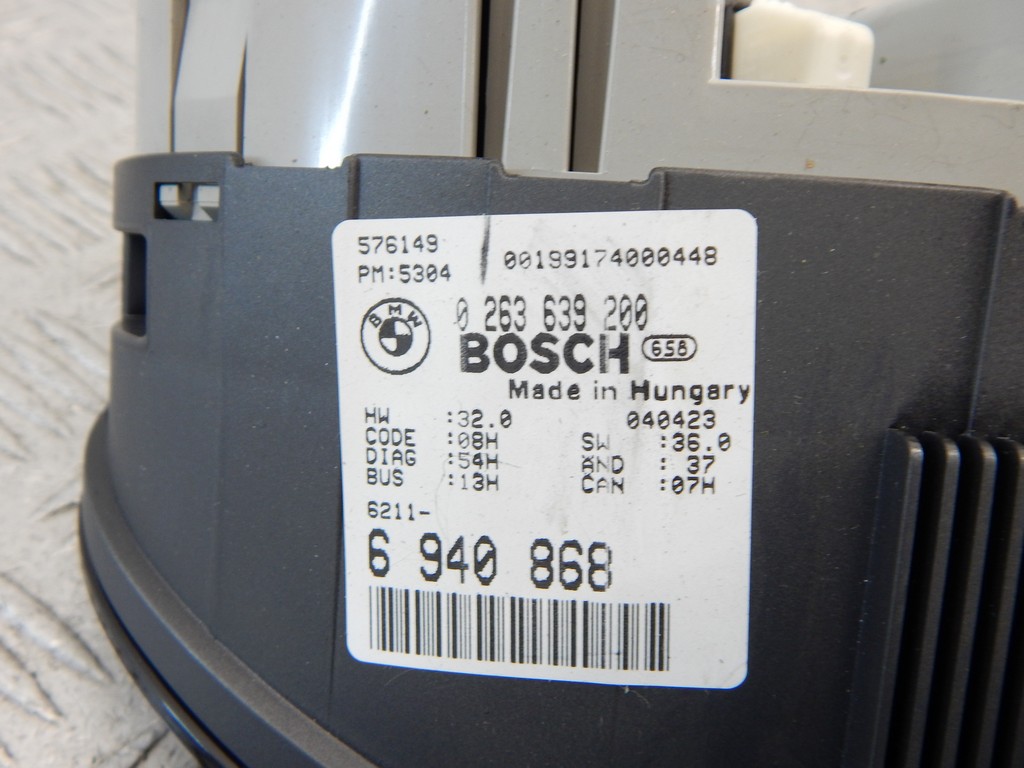 576149
PM:5304
00199174000448
BMW
0 263 639 200
BOSCH 658
Made in Hungary
HW :32.0 040423
CODE :08H SW :36.0
DIAG :54H AND : 37
BUS :13H CAN :07H
6211-
6 940 868